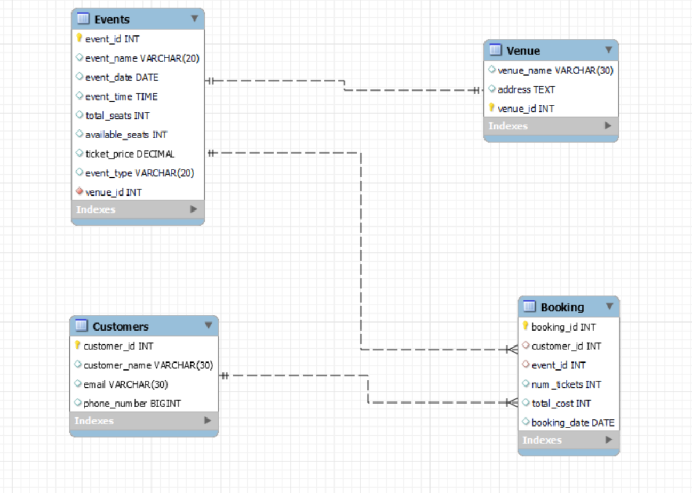 Events
event_id INT
event_name VARCHAR(20)
event_date DATE
event_time TIME
total_seats INT
available_seats INT
ticket_price DECIMAL
event_type VARCHAR(20)
venue_id INT
Indexes
Venue
venue_name VARCHAR(30)
address TEXT
venue_id INT
Indexes
Customers
customer_id INT
customer_name VARCHAR(30)
email VARCHAR(30)
phone_number BIGINT
Indexes
Booking
booking_id INT
customer_id INT
event_id INT
num_tickets INT
total_cost INT
booking_date DATE
Indexes